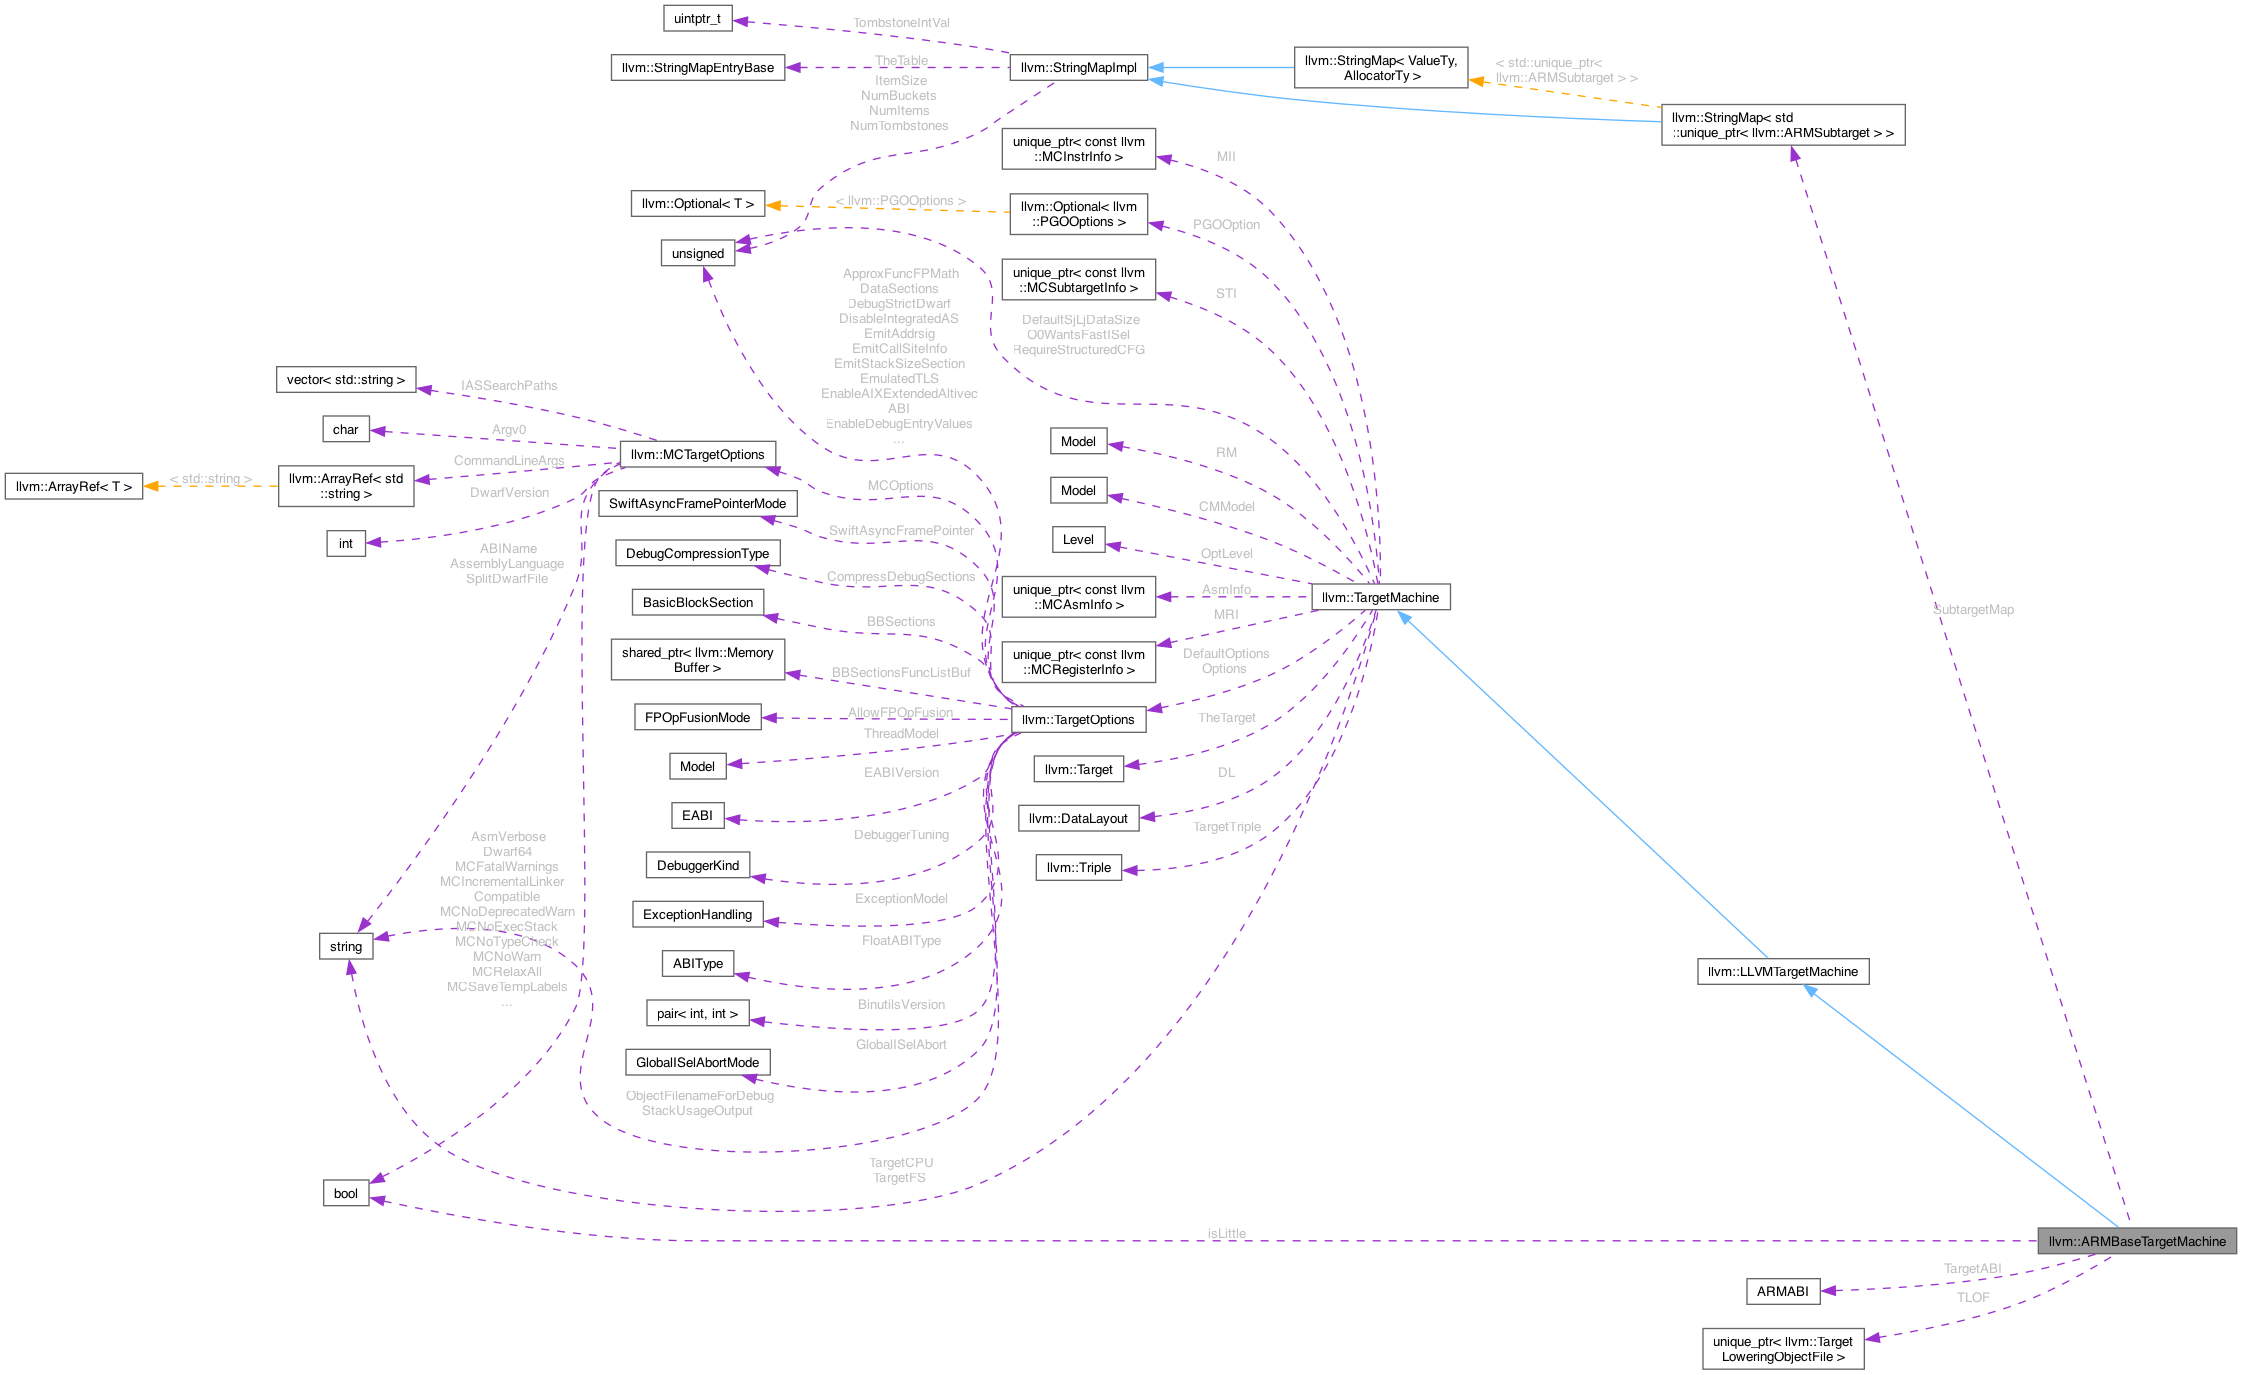 uintptr_t
TombstoneIntVal
llvm::StringMapEntryBase
TheTable
llvm::StringMapImpl
llvm::StringMap< ValueTy,
AllocatorTy >
< std::unique_ptr<
llvm::ARMSubtarget > >
ItemSize
NumBuckets
NumItems
NumTombstones
llvm::StringMap< std
::unique_ptr< llvm::ARMSubtarget > >
unique_ptr< const llvm
::MCInstrInfo >
MII
llvm::Optional< T >
< llvm::PGOOptions >
llvm::Optional< llvm
::PGOOptions >
PGOOption
unsigned
unique_ptr< const llvm
::MCSubtargetInfo >
STI
ApproxFuncFPMath
DataSections
DebugStrictDwarf
DisableIntegratedAS
EmitAddrsig
EmitCallSiteInfo
EmitStackSizeSection
EmulatedTLS
EnableAIXExtendedAltivec
ABI
EnableDebugEntryValues
...
DefaultSjLjDataSize
O0WantsFastISel
RequireStructuredCFG
vector< std::string >
IASSearchPaths
char
Argv0
llvm::MCTargetOptions
Model
RM
llvm::ArrayRef< T >
< std::string >
llvm::ArrayRef< std
::string >
CommandLineArgs
DwarfVersion
MCOptions
SwiftAsyncFramePointerMode
SwiftAsyncFramePointer
Model
CMModel
int
ABIName
AssemblyLanguage
SplitDwarfFile
DebugCompressionType
CompressDebugSections
Level
OptLevel
BasicBlockSection
BBSections
unique_ptr< const llvm
::MCAsmInfo >
AsmInfo
llvm::TargetMachine
SubtargetMap
MRI
shared_ptr< llvm::Memory
Buffer >
BBSectionsFuncListBuf
unique_ptr< const llvm
::MCRegisterInfo >
DefaultOptions
Options
FPOpFusionMode
AllowFPOpFusion
llvm::TargetOptions
TheTarget
Model
ThreadModel
llvm::Target
EABI
EABIVersion
llvm::DataLayout
DL
DebuggerKind
DebuggerTuning
llvm::Triple
TargetTriple
AsmVerbose
Dwarf64
MCFatalWarnings
MCIncrementalLinker
Compatible
MCNoDeprecatedWarn
MCNoExecStack
MCNoTypeCheck
MCNoWarn
MCRelaxAll
MCSaveTempLabels
...
ExceptionHandling
ExceptionModel
string
ABIType
FloatABIType
llvm::LLVMTargetMachine
pair< int, int >
BinutilsVersion
GlobalISelAbortMode
GlobalISelAbort
ObjectFilenameForDebug
StackUsageOutput
TargetCPU
TargetFS
bool
isLittle
llvm::ARMBaseTargetMachine
TargetABI
ARMABI
TLOF
unique_ptr< llvm::Target
LoweringObjectFile >